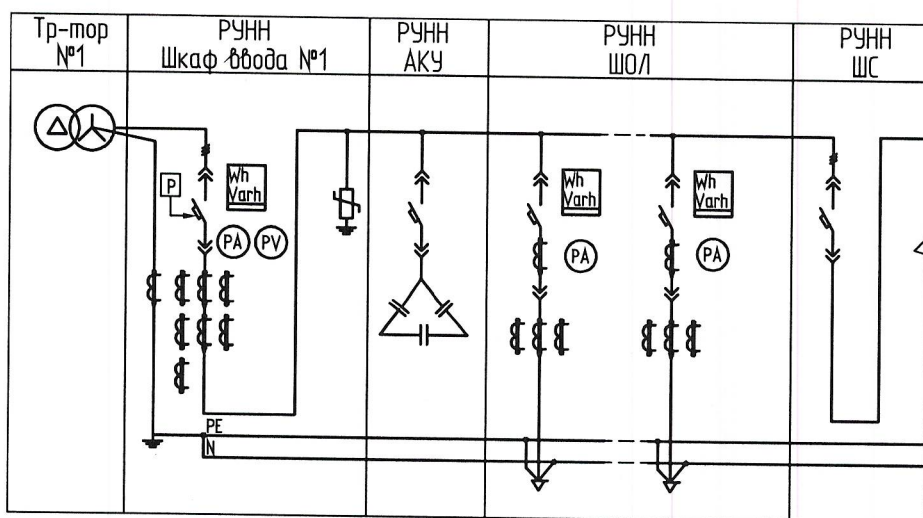 Тр-тор
№1
РУНН
Шкаф ввода №1
РУНН
АКУ
РУНН
ШОЛ
РУНН
ШС
Wh
Varh
P
PA
PV
Wh
Varh
PA
Wh
Varh
PA
PE
N